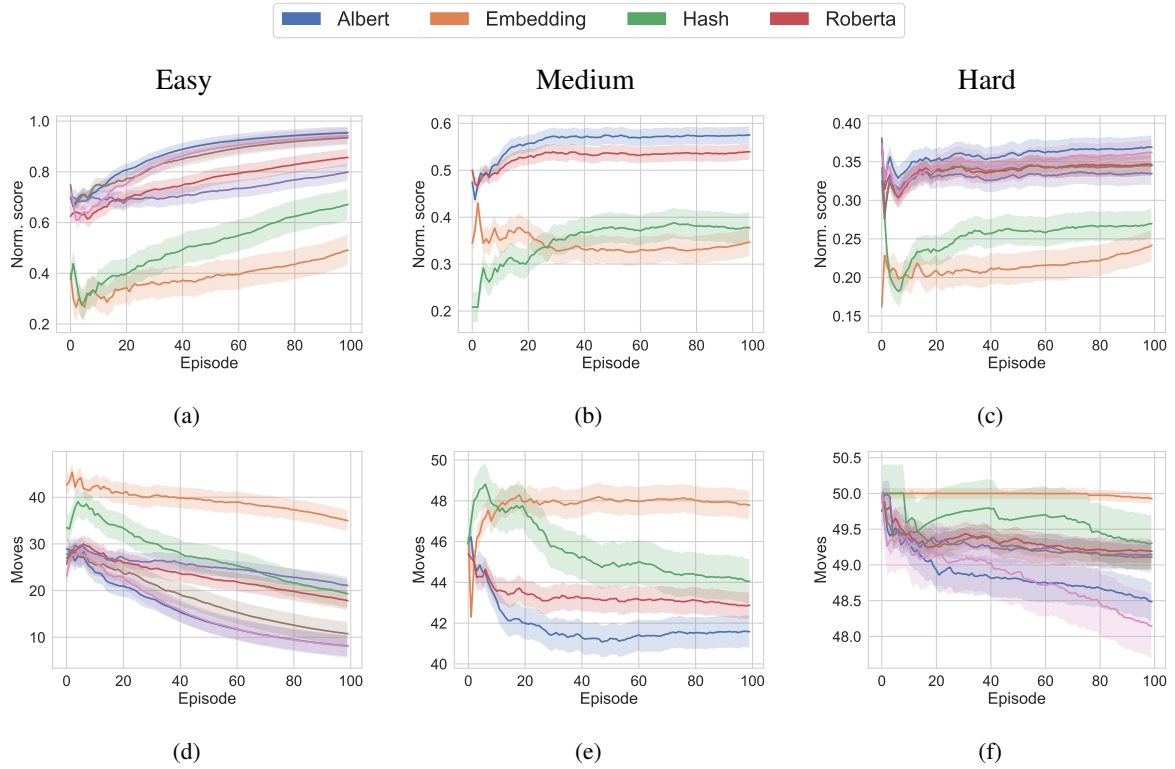 Albert Embedding Hash Roberta
Easy Medium Hard
1.0
0.8
0.6
0.4
0.2
Norm. score
0 20 40 60 80 100
Episode
0.6
0.5
0.4
0.3
0.2
Norm. score
0 20 40 60 80 100
Episode
0.40
0.35
0.30
0.25
0.20
0.15
Norm. score
0 20 40 60 80 100
Episode
(a) (b) (c)
40
30
20
10
Moves
0 20 40 60 80 100
Episode
50
48
46
44
42
40
Moves
0 20 40 60 80 100
Episode
50.5
50.0
49.5
49.0
48.5
48.0
Moves
0 20 40 60 80 100
Episode
(d) (e) (f)